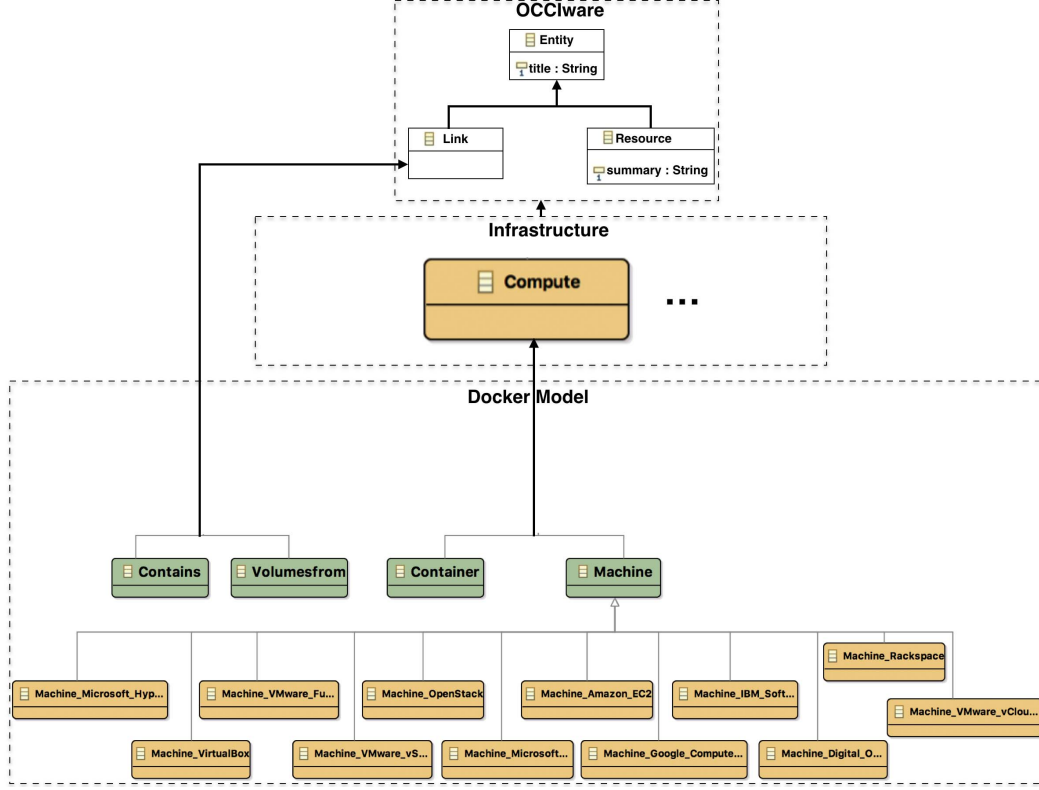 OCCIware
Entity
title : String
Link
Resource
summary : String
Infrastructure
Compute
...
Docker Model
Contains
Volumesfrom
Container
Machine
Machine_Rackspace
Machine_Microsoft_Hyp...
Machine_VMware_Fu...
Machine_OpenStack
Machine_Amazon_EC2
Machine_IBM_Soft...
Machine_VMware_vClou...
Machine_VirtualBox
Machine_VMware_vS...
Machine_Microsoft...
Machine_Google_Compute...
Machine_Digital_O...